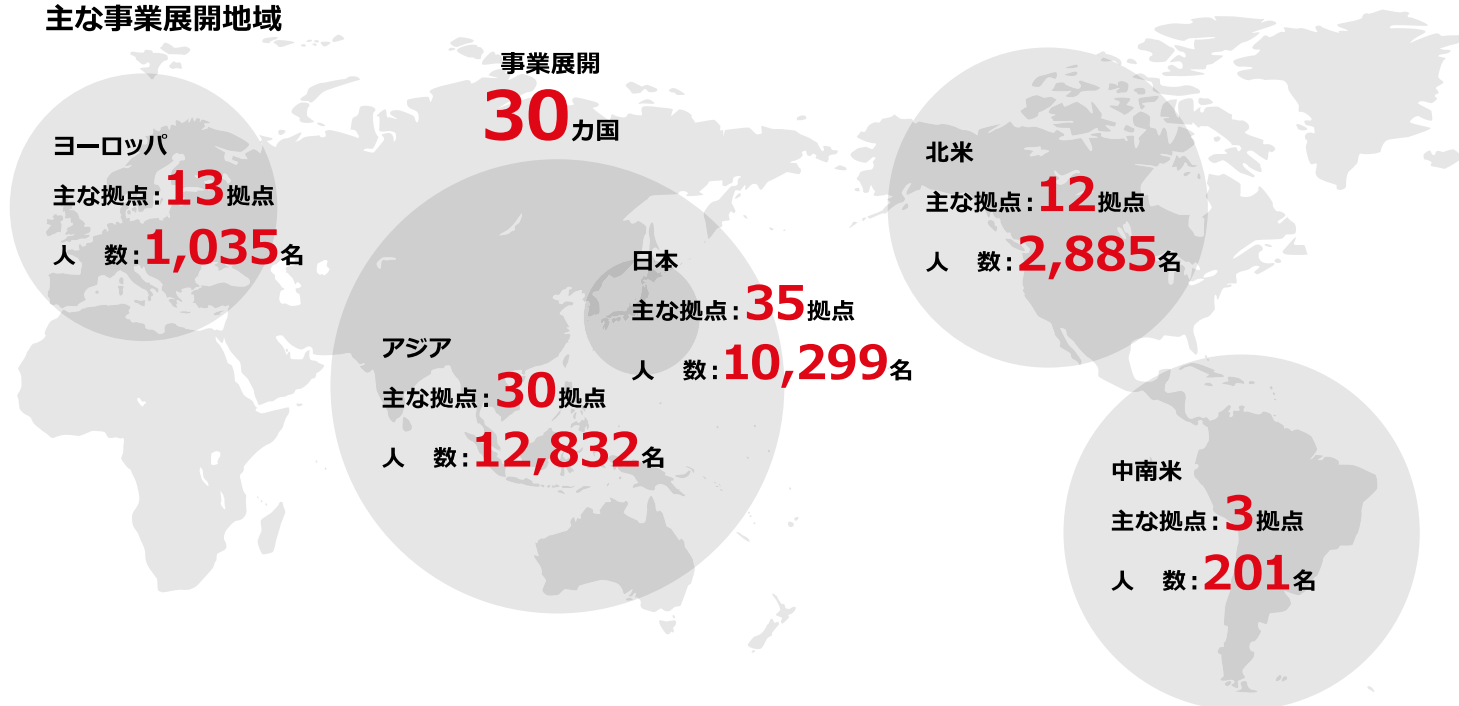 主な事業展開地域
事業展開
30カ国
ヨーロッパ
主な拠点:13拠点
人　数:1,035名
アジア
主な拠点:30拠点
人　数:12,832名
日本
主な拠点:35拠点
人　数:10,299名
北米
主な拠点:12拠点
人　数:2,885名
中南米
主な拠点:3拠点
人　数:201名